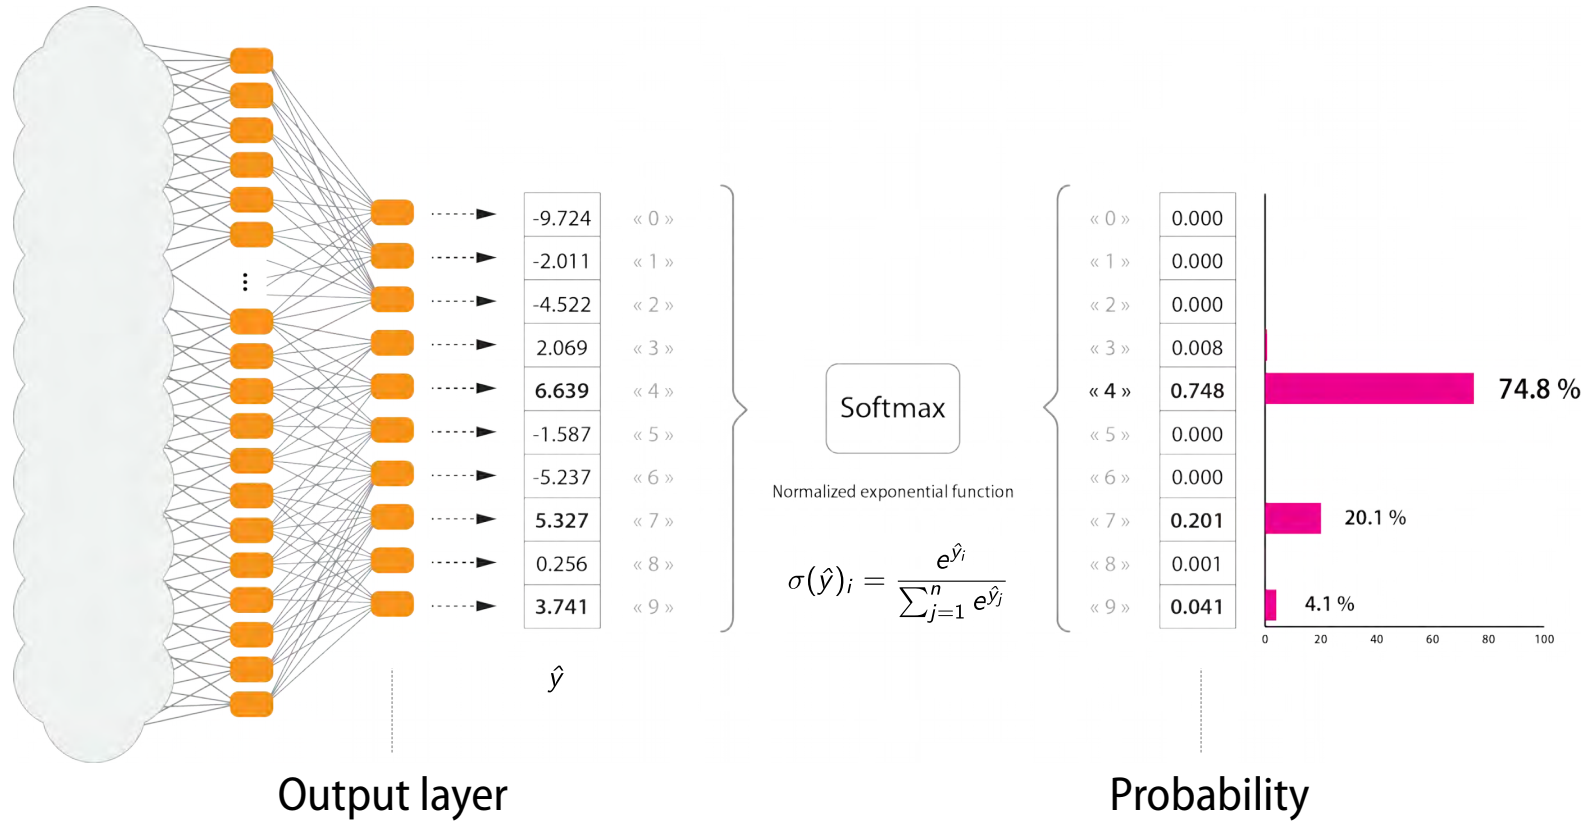 -9.724 « 0 » « 0 » 0.000
-2.011 « 1 » « 1 » 0.000
-4.522 « 2 » « 2 » 0.000
2.069 « 3 » « 3 » 0.008
6.639 « 4 » « 4 » 0.748 74.8 %
-1.587 « 5 » « 5 » 0.000
-5.237 « 6 » « 6 » 0.000
5.327 « 7 » « 7 » 0.201 20.1 %
0.256 « 8 » « 8 » 0.001
3.741 « 9 » « 9 » 0.041 4.1 %
0 20 40 60 80 100
ŷ
Softmax
Normalized exponential function
σ(ŷ)ᵢ = e^{ŷᵢ} / ∑_{j=1}^{n} e^{ŷⱼ}
...
Output layer
Probability